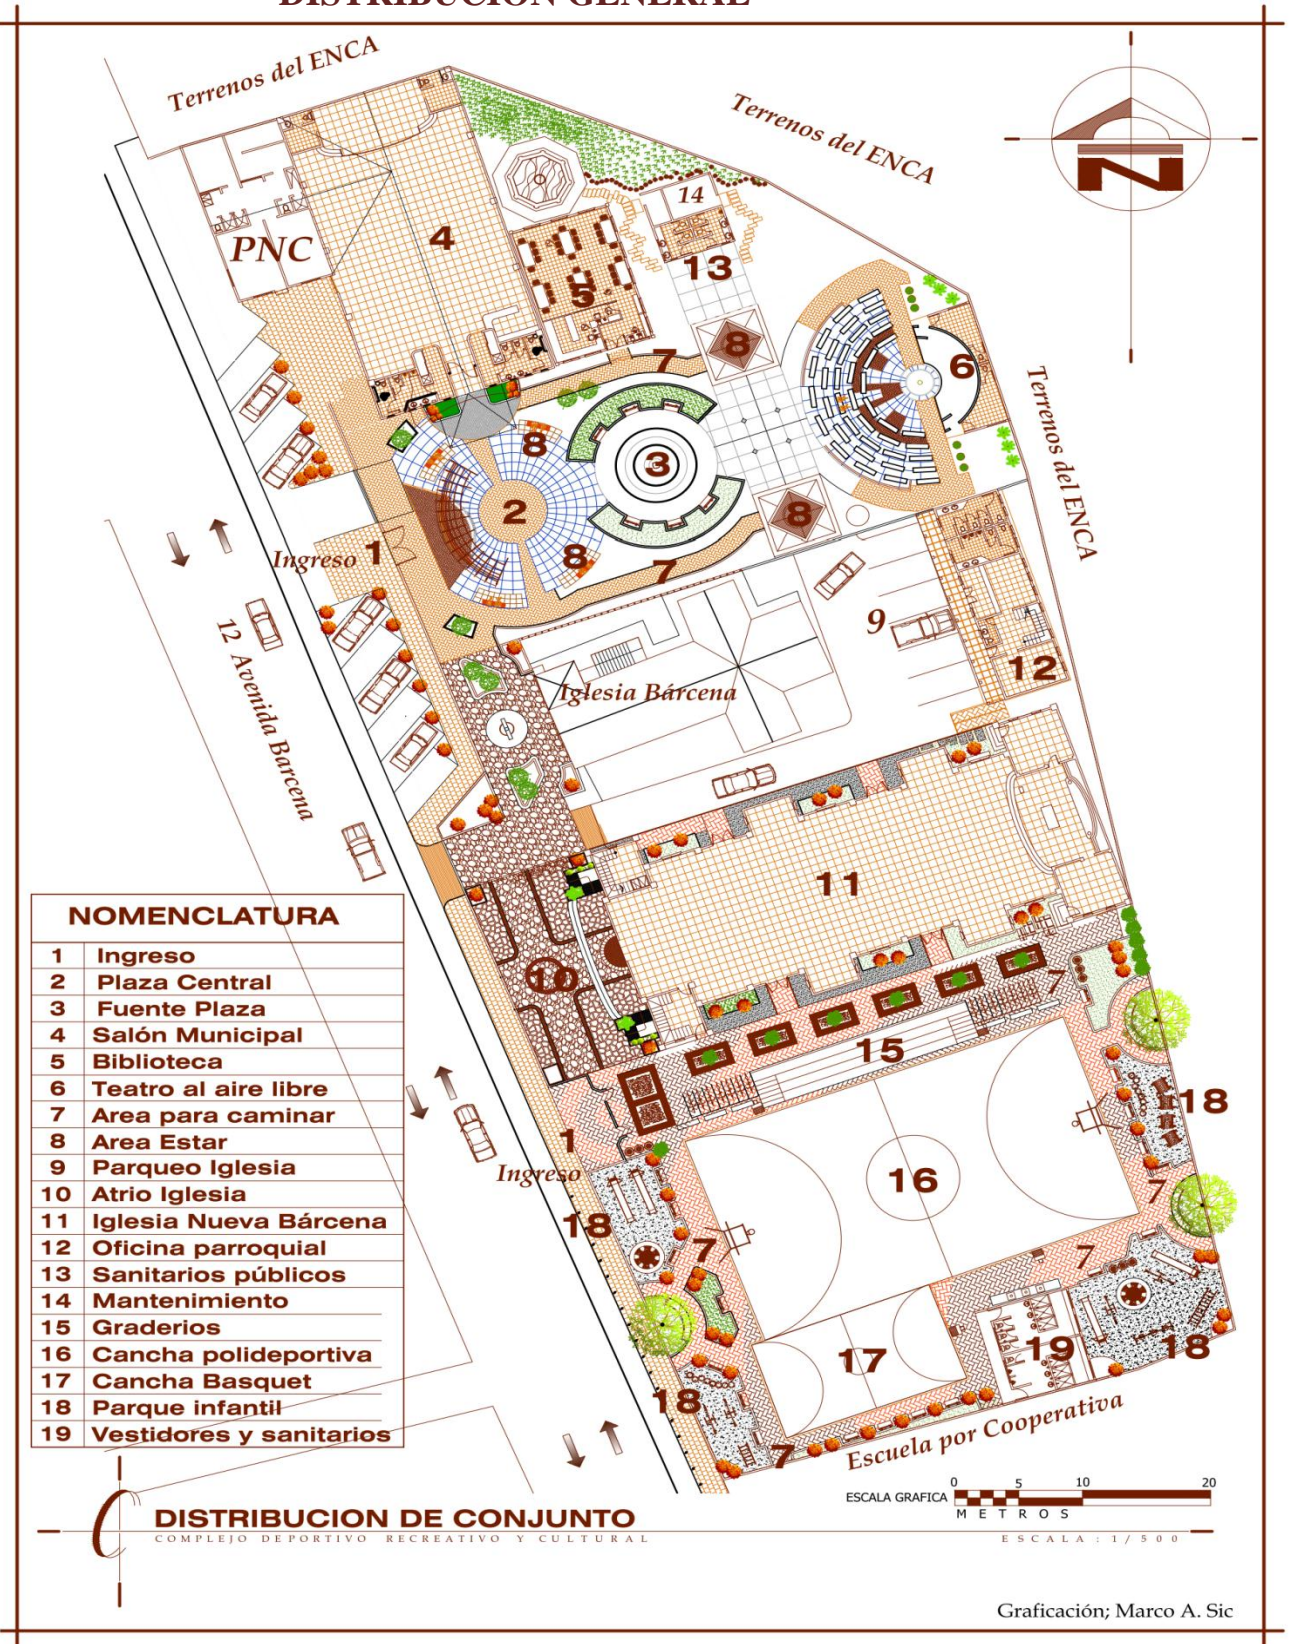 DISTRIBUCION GENERAL
Terrenos del ENCA
Terrenos del ENCA
N
14
PNC
4
13
5
8
7
6
Terrenos del ENCA
8
3
2
8
Ingreso 1
8
7
9
12 Avenida Barcena
12
Iglesia Bárcena
11
10
7
15
18
1
Ingreso
16
7
18
7
7
19
18
17
18
7
Escuela por Cooperativa
NOMENCLATURA
1 Ingreso
2 Plaza Central
3 Fuente Plaza
4 Salón Municipal
5 Biblioteca
6 Teatro al aire libre
7 Area para caminar
8 Area Estar
9 Parqueo Iglesia
10 Atrio Iglesia
11 Iglesia Nueva Bárcena
12 Oficina parroquial
13 Sanitarios públicos
14 Mantenimiento
15 Graderios
16 Cancha polideportiva
17 Cancha Basquet
18 Parque infantil
19 Vestidores y sanitarios
DISTRIBUCION DE CONJUNTO
COMPLEJO DEPORTIVO RECREATIVO Y CULTURAL
ESCALA GRAFICA
0 5 10 20
METROS
ESCALA : 1/500
Graficación; Marco A. Sic